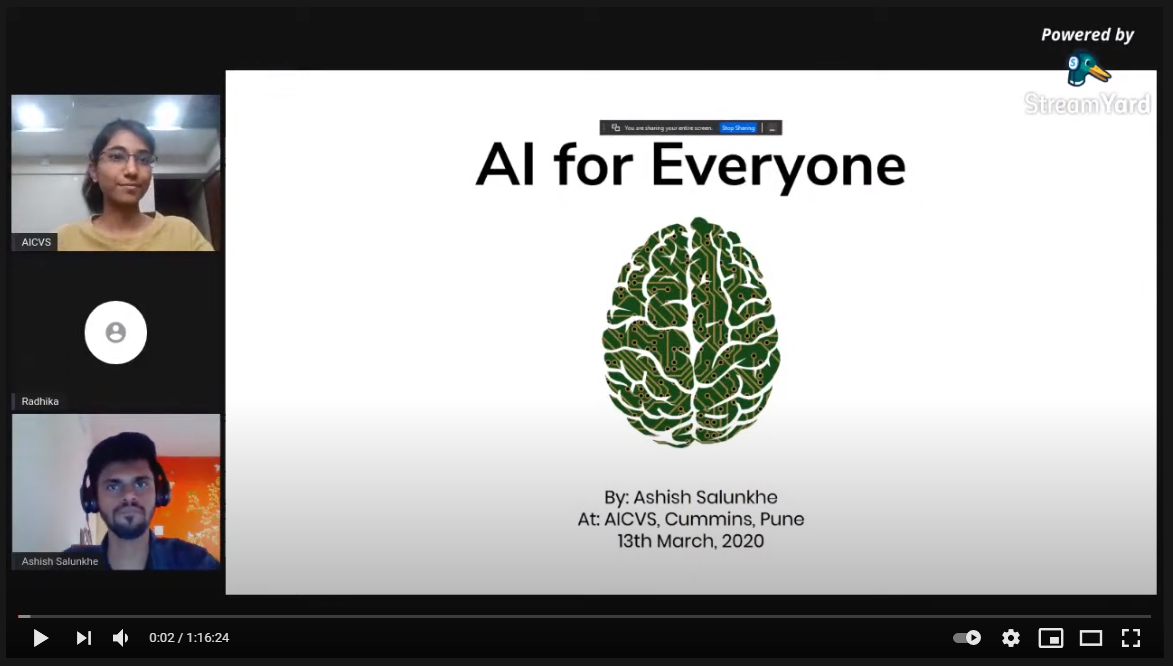 Powered by
StreamYard
You are sharing your entire screen. Stop Sharing
AI for Everyone
AICVS
Radhika
Ashish Salunkhe
By: Ashish Salunkhe
At: AICVS, Cummins, Pune
13th March, 2020
0:02 / 1:16:24